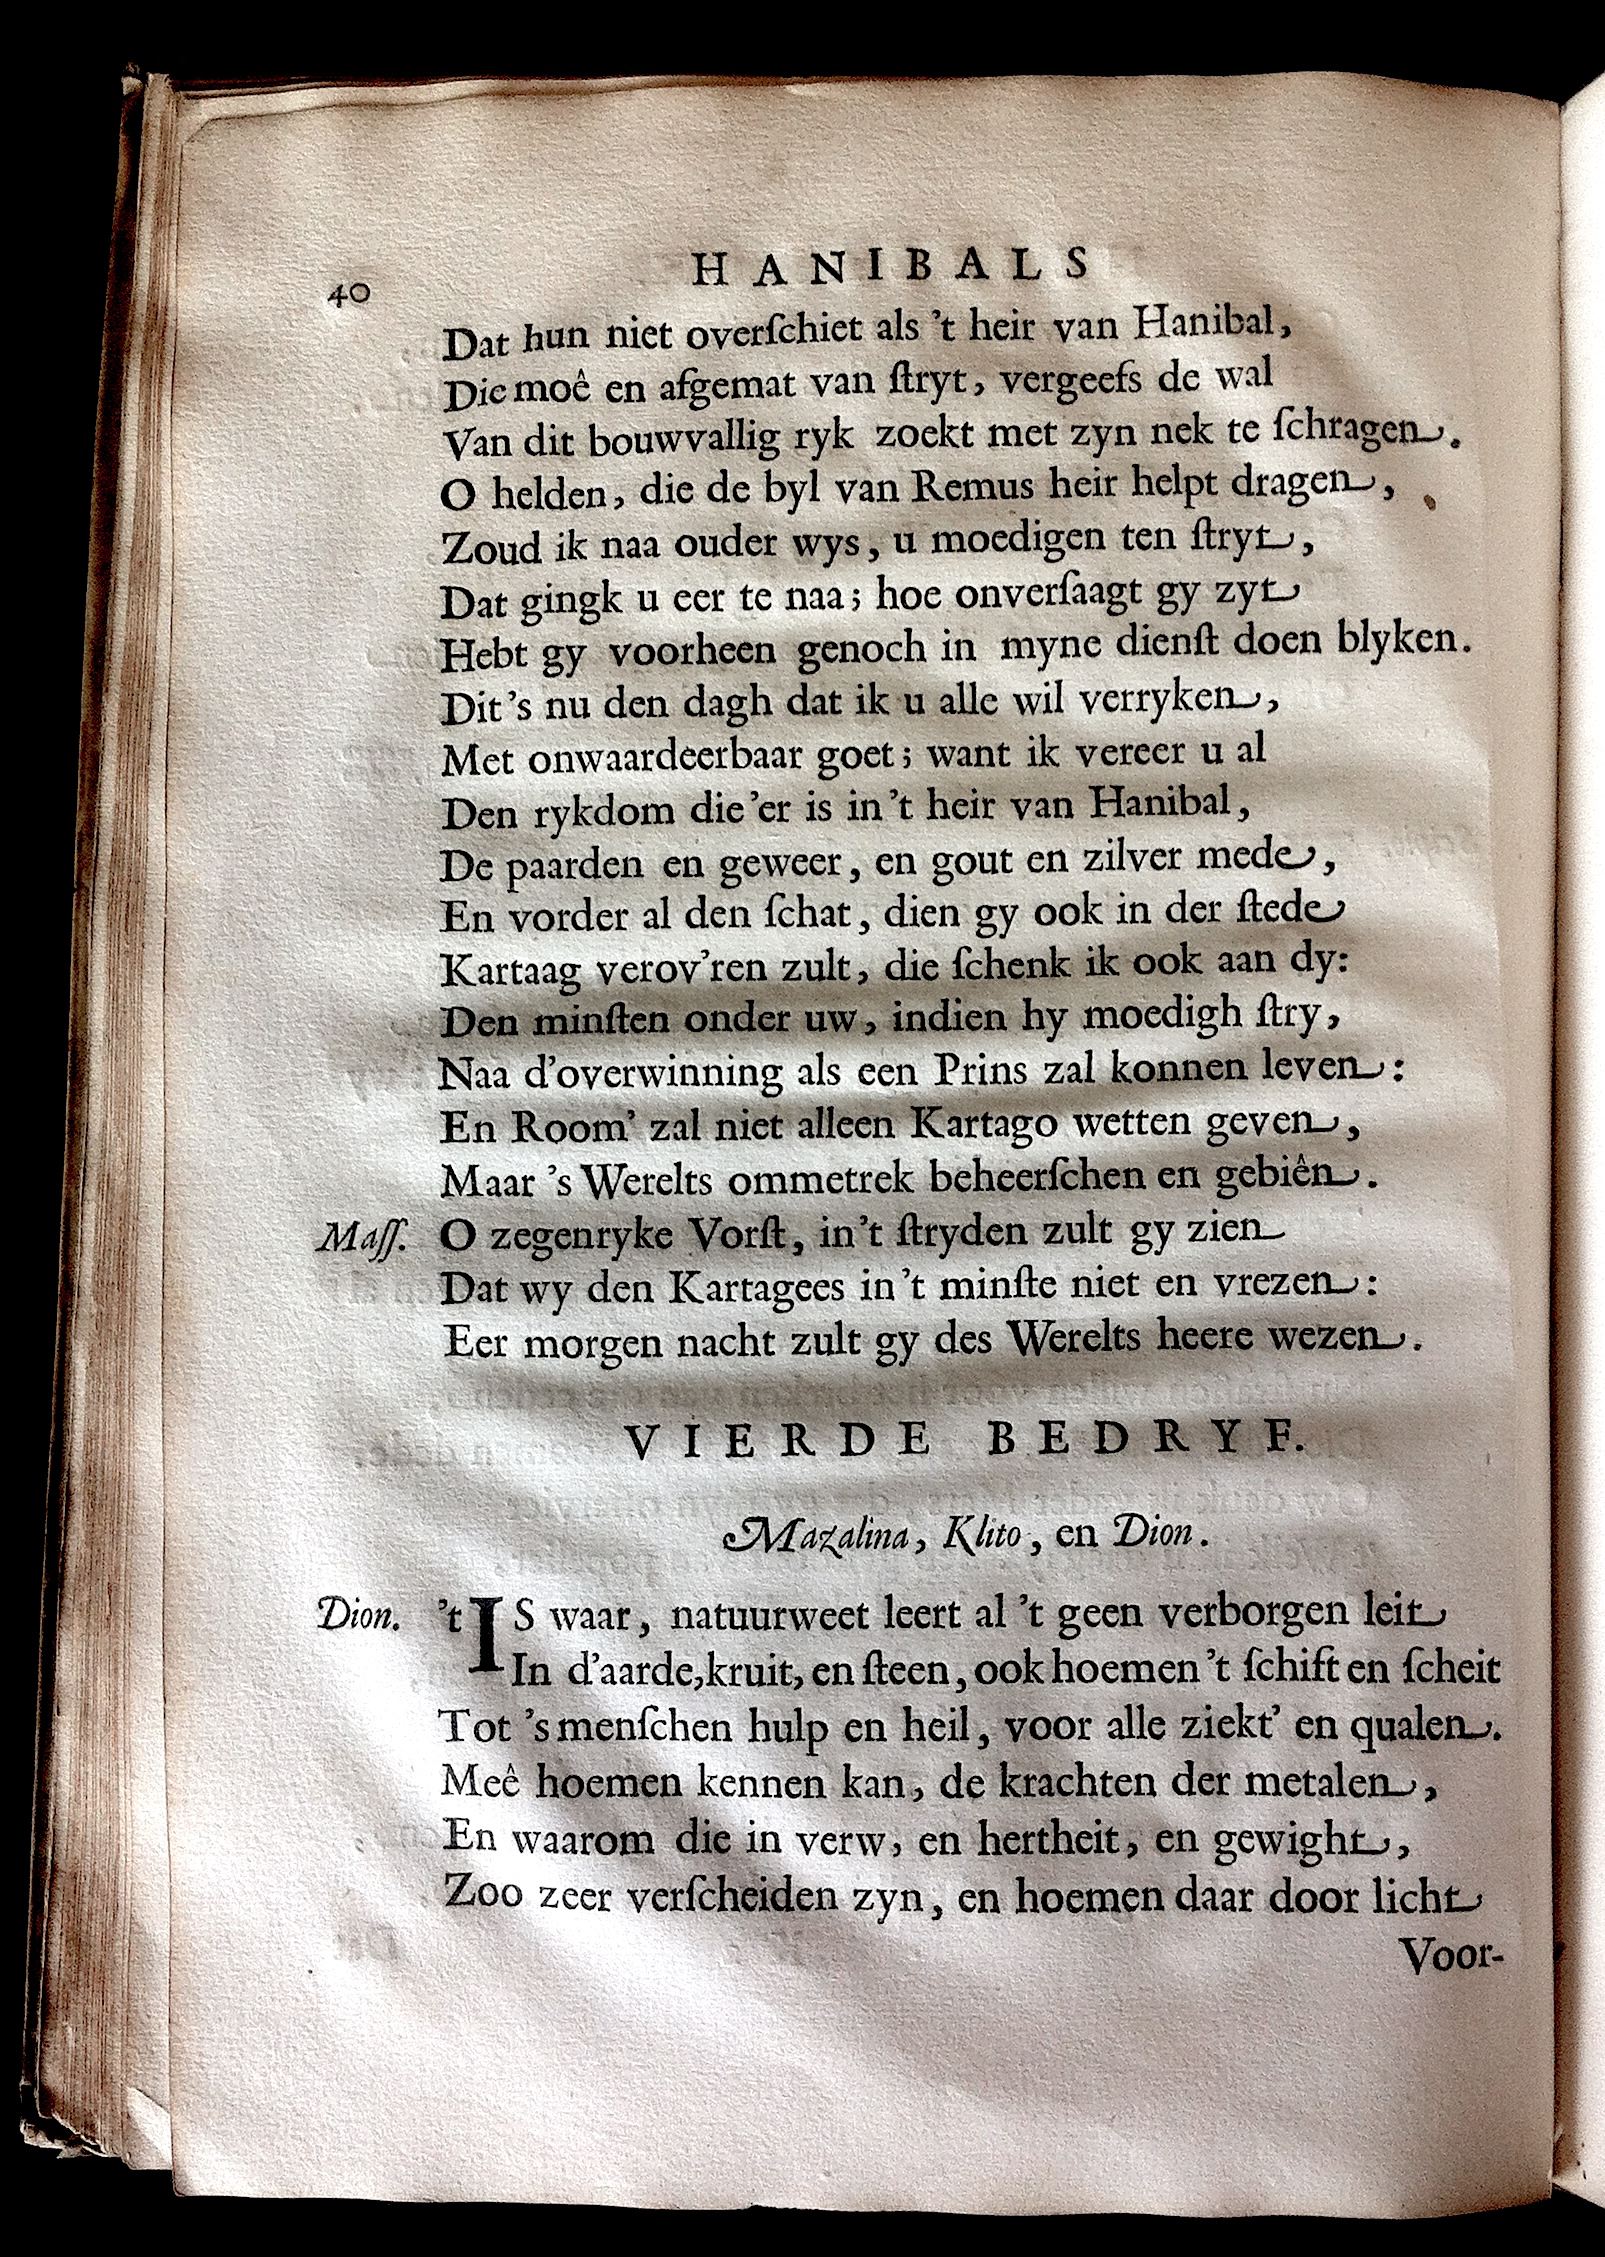 HANIBALS
40
Dat hun niet overſchiet als 't heir van Hanibal,
Die moê en afgemat van ſtryt, vergeefs de wal
Van dit bouwvallig ryk zoekt met zyn nek te ſchragen.
O helden, die de byl van Remus heir helpt dragen,
Zoud ik naa ouder wys, u moedigen ten ſtryt,
Dat gingk u eer te naa; hoe onverſaagt gy zyt
Hebt gy voorheen genoch in myne dienſt doen blyken.
Dit's nu den dagh dat ik u alle wil verryken,
Met onwaardeerbaar goet; want ik vereer u al
Den rykdom die'er is in't heir van Hanibal,
De paarden en geweer, en gout en zilver mede,
En vorder al den ſchat, dien gy ook in der ſtede
Kartaag verov'ren zult, die ſchenk ik ook aan dy:
Den minſten onder uw, indien hy moedigh ſtry,
Naa d'overwinning als een Prins zal konnen leven:
En Room' zal niet alleen Kartago wetten geven,
Maar 's Werelts ommetrek beheerſchen en gebiên.
Maſſ. O zegenryke Vorſt, in't ſtryden zult gy zien
Dat wy den Kartagees in't minſte niet en vrezen:
Eer morgen nacht zult gy des Werelts heere wezen.
VIERDE BEDRYF.
Mazalina, Klito, en Dion.
Dion. 't IS waar, natuurweet leert al 't geen verborgen leit
In d'aarde, kruit, en ſteen, ook hoemen 't ſchift en ſcheit
Tot 's menſchen hulp en heil, voor alle ziekt' en qualen.
Meê hoemen kennen kan, de krachten der metalen,
En waarom die in verw, en hertheit, en gewight,
Zoo zeer verſcheiden zyn, en hoemen daar door licht
Voor-